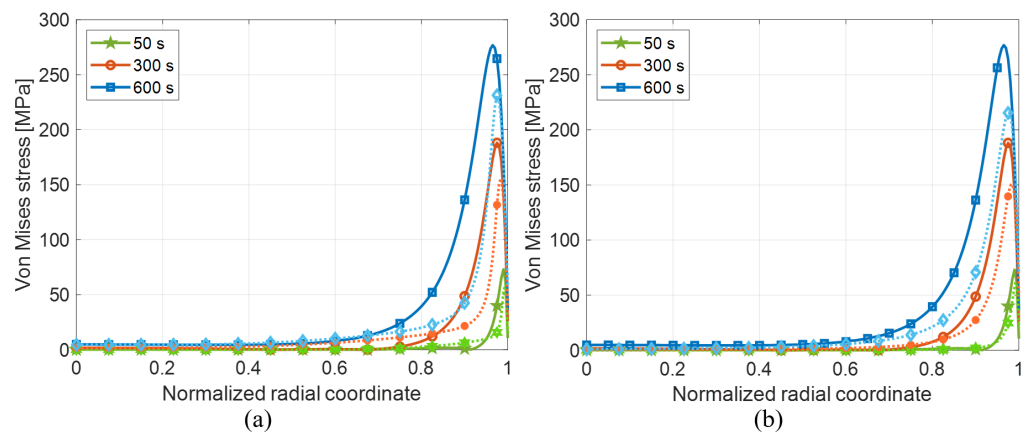 300
250
200
150
100
50
0
Von Mises stress [MPa]
50 s
300 s
600 s
0 0.2 0.4 0.6 0.8 1
Normalized radial coordinate
(a)
300
250
200
150
100
50
0
Von Mises stress [MPa]
50 s
300 s
600 s
0 0.2 0.4 0.6 0.8 1
Normalized radial coordinate
(b)